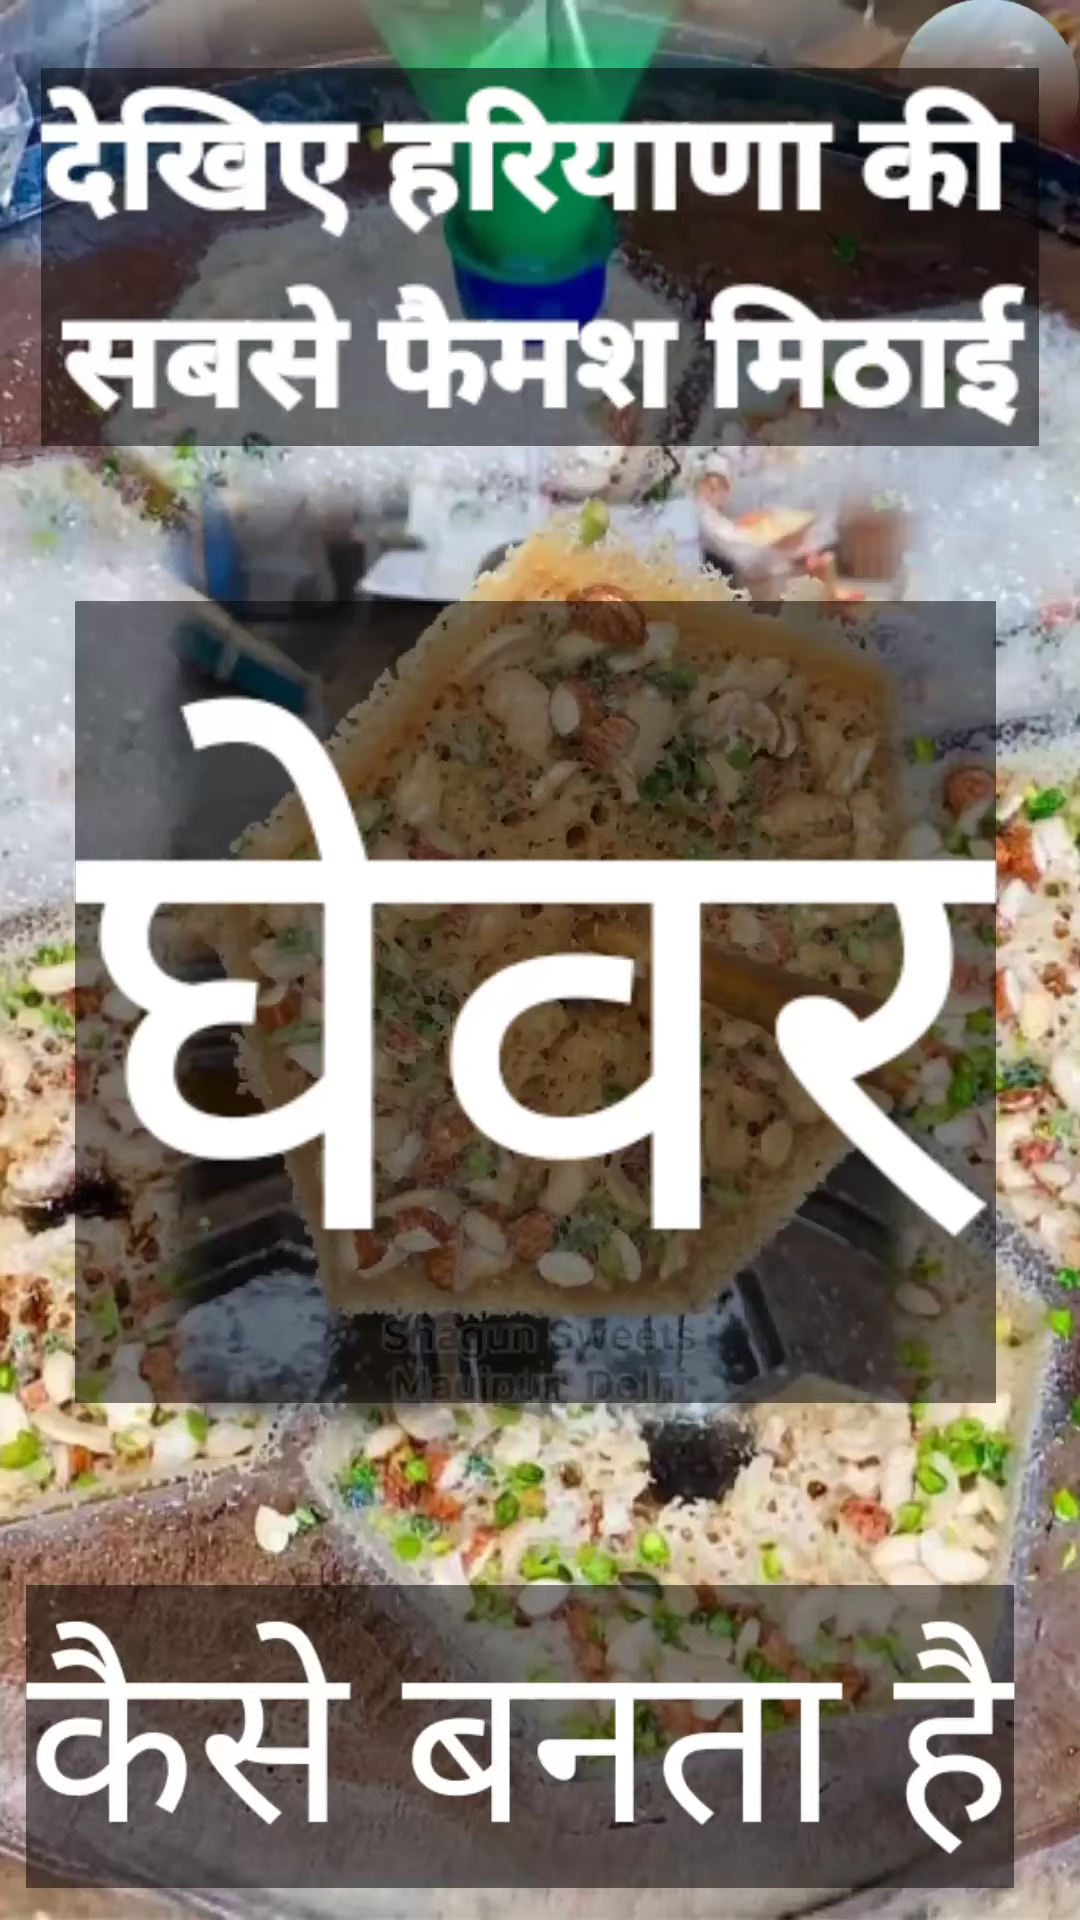 देखिए हरियाणा की
सबसे फैमश मिठाई
घेवर
Shagun Sweets
Madipur, Delhi
कैसे बनता है